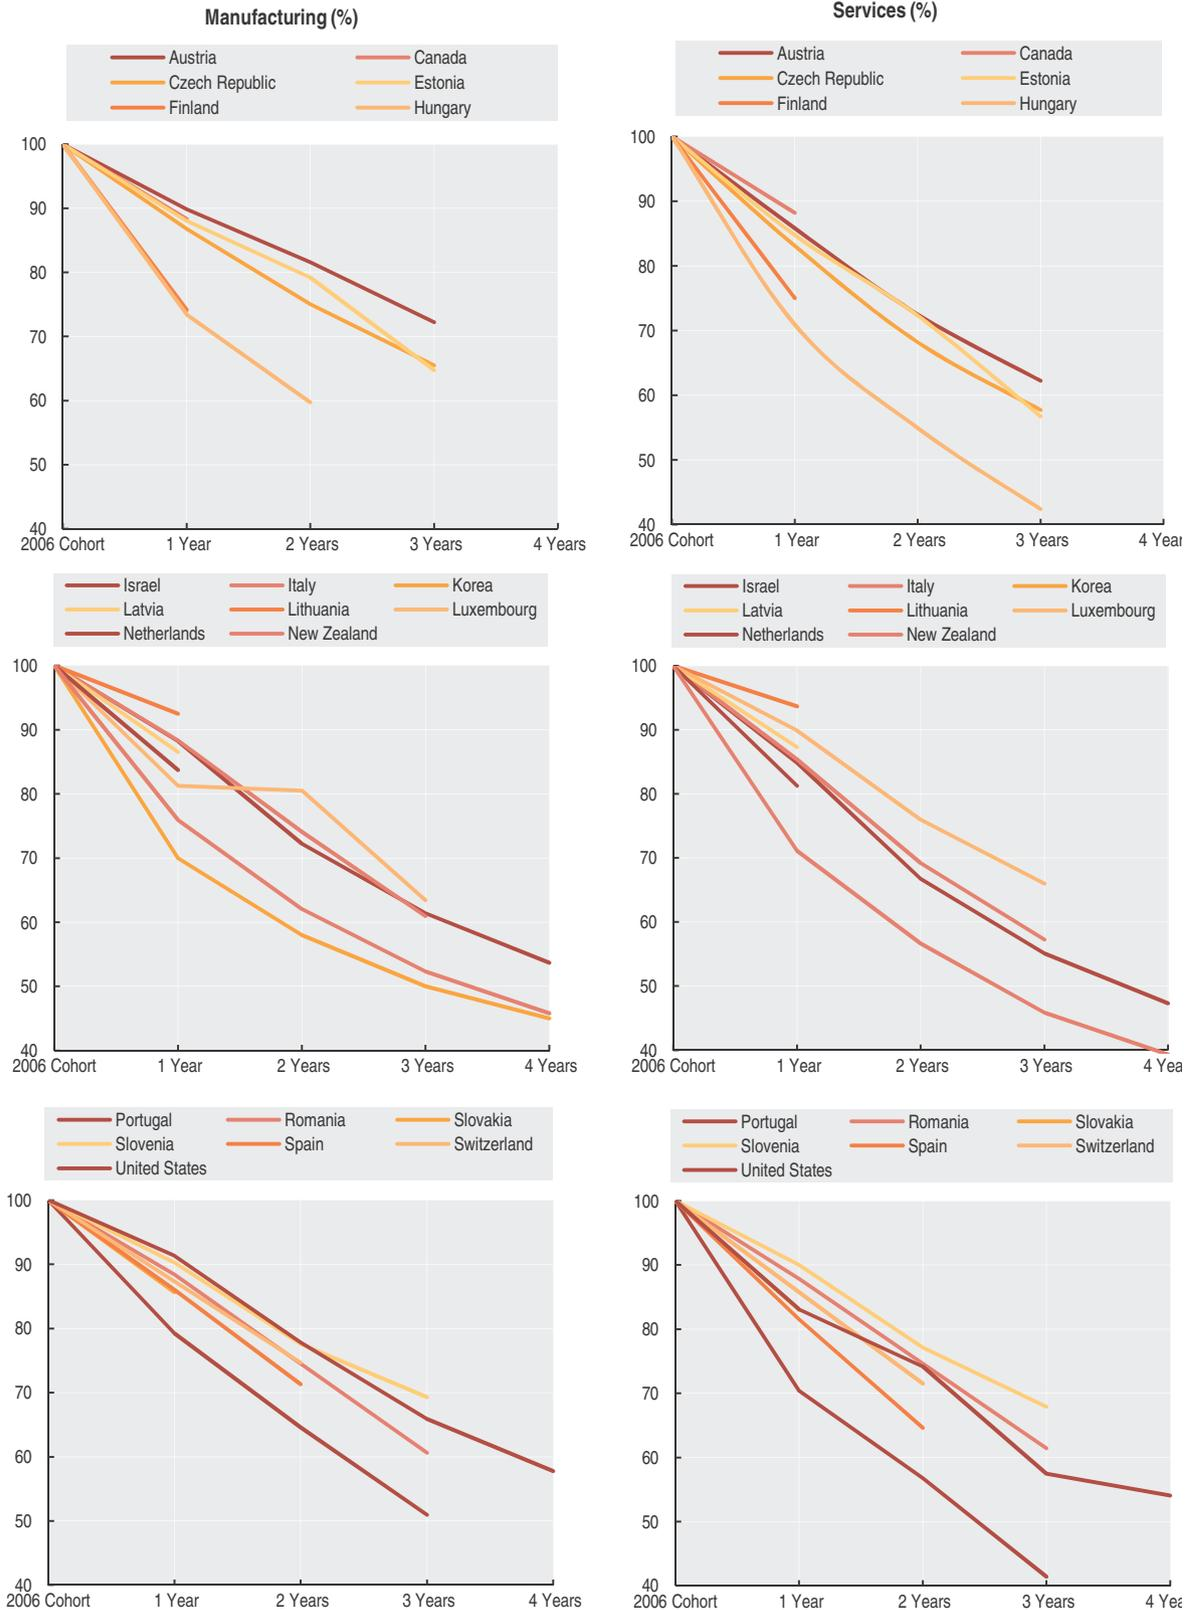 Manufacturing (%)
Austria Canada
Czech Republic Estonia
Finland Hungary
100
90
80
70
60
50
40
2006 Cohort 1 Year 2 Years 3 Years 4 Years
Services (%)
Austria Canada
Czech Republic Estonia
Finland Hungary
100
90
80
70
60
50
40
2006 Cohort 1 Year 2 Years 3 Years 4 Year
Israel Italy Korea
Latvia Lithuania Luxembourg
Netherlands New Zealand
100
90
80
70
60
50
40
2006 Cohort 1 Year 2 Years 3 Years 4 Years
Israel Italy Korea
Latvia Lithuania Luxembourg
Netherlands New Zealand
100
90
80
70
60
50
40
2006 Cohort 1 Year 2 Years 3 Years 4 Yea
Portugal Romania Slovakia
Slovenia Spain Switzerland
United States
100
90
80
70
60
50
40
2006 Cohort 1 Year 2 Years 3 Years 4 Years
Portugal Romania Slovakia
Slovenia Spain Switzerland
United States
100
90
80
70
60
50
40
2006 Cohort 1 Year 2 Years 3 Years 4 Yea